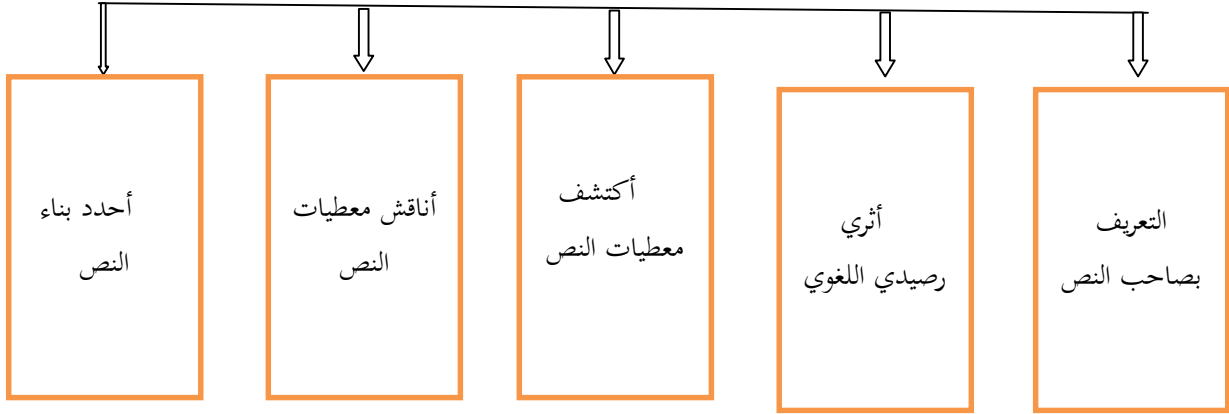 التعريف
بصاحب النص
أثري
رصيدي اللغوي
أكتشف
معطيات النص
أناقش معطيات
النص
أحدد بناء
النص